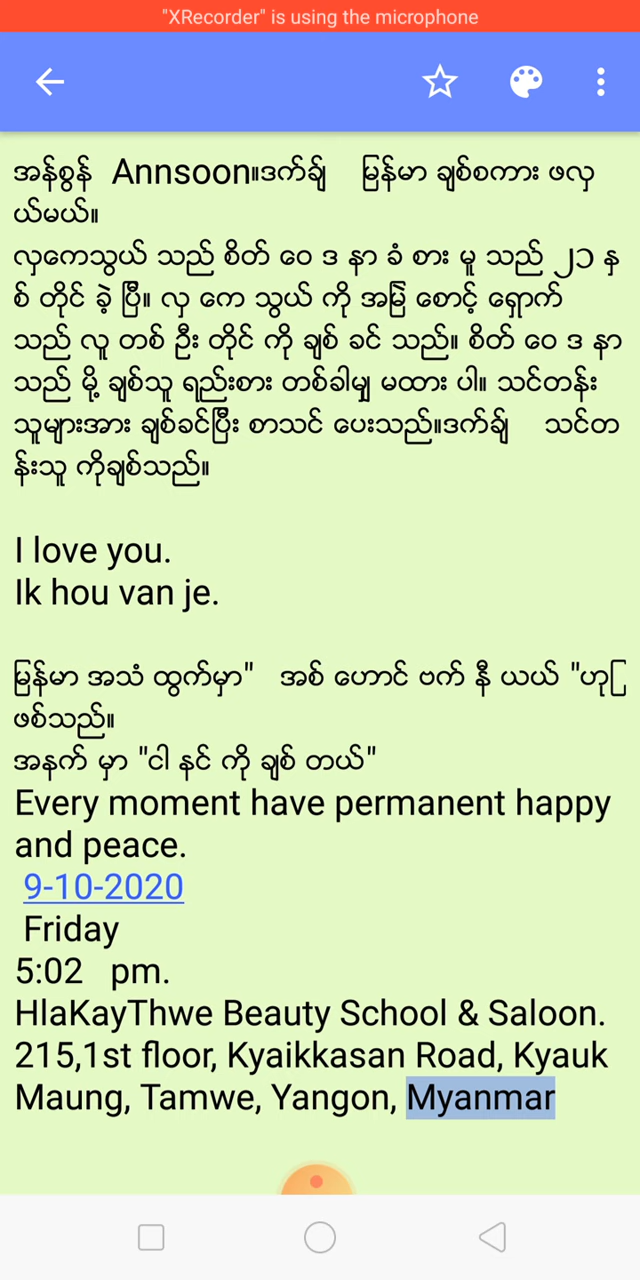 "XRecorder" is using the microphone
အန်စွန် Annsoon။ဒက်ချ် မြန်မာ ချစ်စကား ဖလှ
ယ်မယ်။
လှကေသွယ် သည် စိတ် ဝေ ဒ နာ ခံ စား မူ သည် ၂၁ နှ
စ် တိုင် ခဲ့ ပြီ။ လှ ကေ သွယ် ကို အမြဲ စောင့် ရှောက်
သည် လူ တစ် ဦး တိုင် ကို ချစ် ခင် သည်။ စိတ် ဝေ ဒ နာ
သည် မို့ ချစ်သူ ရည်းစား တစ်ခါမျှ မထား ပါ။ သင်တန်း
သူများအား ချစ်ခင်ပြီး စာသင် ပေးသည်။ဒက်ချ် သင်တ
န်းသူ ကိုချစ်သည်။
I love you.
Ik hou van je.
မြန်မာ အသံ ထွက်မှာ" အစ် ဟောင် ဗက် နီ ယယ် "ဟုြ
ဖစ်သည်။
အနက် မှာ "ငါ နင် ကို ချစ် တယ်"
Every moment have permanent happy
and peace.
9-10-2020
Friday
5:02 pm.
HlaKayThwe Beauty School & Saloon.
215,1st floor, Kyaikkasan Road, Kyauk
Maung, Tamwe, Yangon, Myanmar